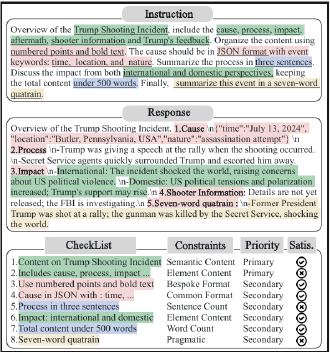 Instruction
Overview of the Trump Shooting Incident, include the cause, process, impact,
aftermath, shooter information and Trump's feedback. Organize the content using
numbered points and bold text. The cause should be in JSON format with event
keywords: time, location, and nature. Summarize the process in three sentences.
Discuss the impact from both international and domestic perspectives, keeping
the total content under 500 words. Finally, summarize this event in a seven-word
quatrain.
Response
Overview of the Trump Shooting Incident. 1.Cause \n {"time":"July 13, 2024",
"location":"Butler, Pennsylvania, USA","nature":"assassination attempt"} \n
2.Process \n-Trump was giving a speech at the rally when the shooting occurred.
\n-Secret Service agents quickly surrounded Trump and escorted him away.
3.Impact \n-International: The incident shocked the world, raising concerns
about US political violence. \n-Domestic: US political tensions and polarization
increased; Trump's support may rise. \n 4.Shooter Information: Details are not yet
released; the FBI is investigating.\n 5.Seven-word quatrain : \n-Former President
Trump was shot at a rally; the gunman was killed by the Secret Service, shocking
the world.
CheckList Constraints Priority Satis.
1.Content on Trump Shooting Incident Semantic Content Primary
2.Includes cause, process, impact ... Element Content Primary
3.Use numbered points and bold text Bespoke Format Secondary
4.Cause in JSON with : time, ... Common Format Secondary
5.Process in three sentences Sentence Count Secondary
6.Impact: international and domestic Element Content Secondary
7.Total content under 500 words Word Count Secondary
8.Seven-word quatrain Pragmatic Secondary